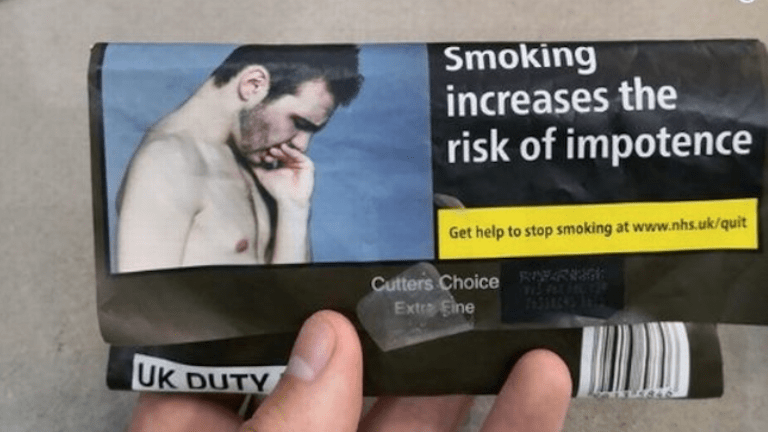 Smoking
increases the
risk of impotence
Get help to stop smoking at www.nhs.uk/quit
Cutters Choice
Extra Fine
UK DUTY